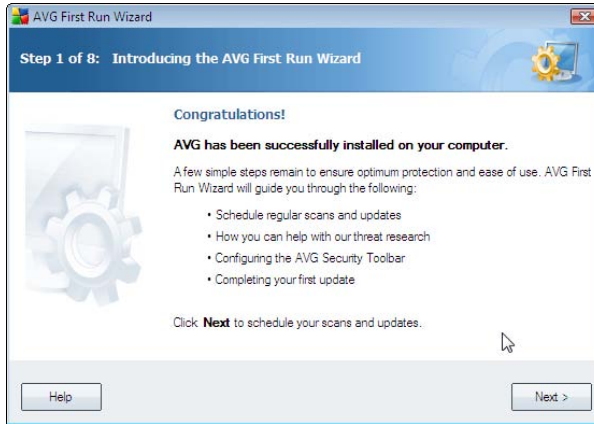 AVG First Run Wizard
Step 1 of 8: Introducing the AVG First Run Wizard
Congratulations!
AVG has been successfully installed on your computer.
A few simple steps remain to ensure optimum protection and ease of use. AVG First
Run Wizard will guide you through the following:
• Schedule regular scans and updates
• How you can help with our threat research
• Configuring the AVG Security Toolbar
• Completing your first update
Click Next to schedule your scans and updates.
Help
Next >